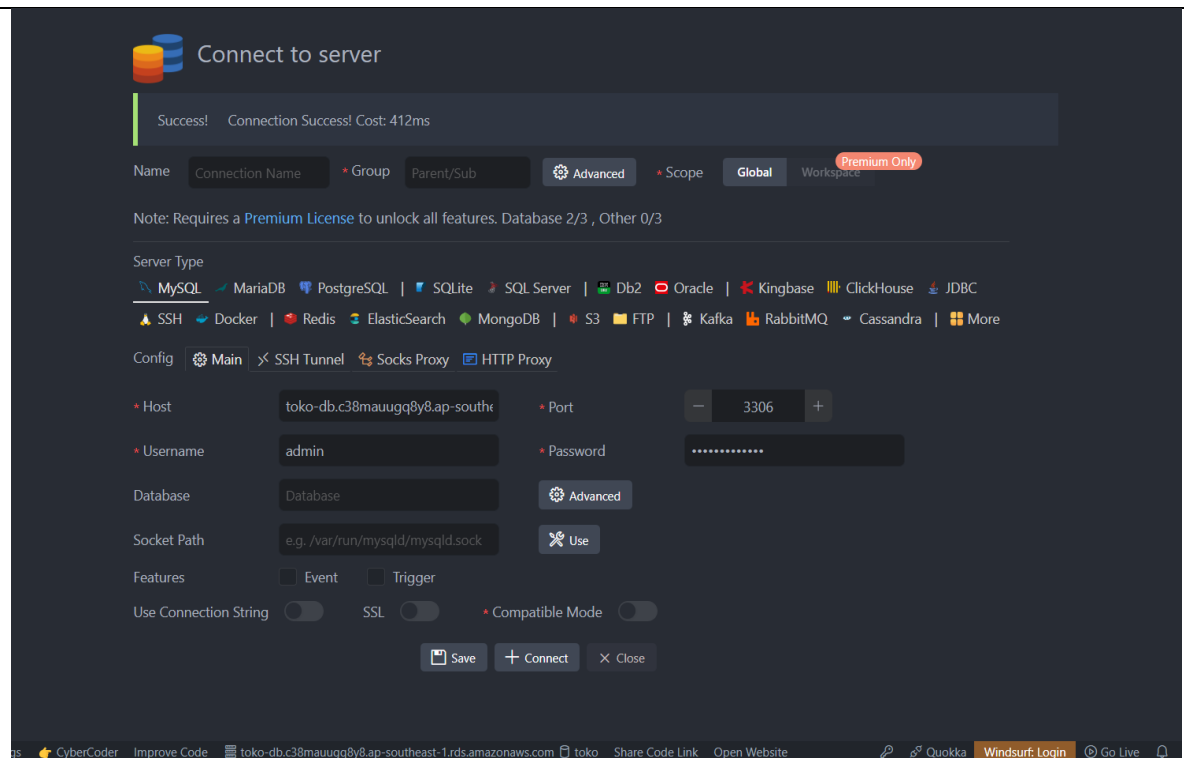 Connect to server
Success! Connection Success! Cost: 412ms
Premium Only
Name Connection Name * Group Parent/Sub Advanced * Scope Global Workspace
Note: Requires a Premium License to unlock all features. Database 2/3 , Other 0/3
Server Type
MySQL MariaDB PostgreSQL | SQLite SQL Server | Db2 Oracle | Kingbase ClickHouse JDBC
SSH Docker | Redis ElasticSearch MongoDB | S3 FTP | Kafka RabbitMQ Cassandra | More
Config Main SSH Tunnel Socks Proxy HTTP Proxy
* Host toko-db.c38mauugq8y8.ap-southe * Port − 3306 +
* Username admin * Password •••••••••••••
Database Database Advanced
Socket Path e.g. /var/run/mysqld/mysqld.sock Use
Features Event Trigger
Use Connection String SSL * Compatible Mode
Save + Connect × Close
gs CyberCoder Improve Code toko-db.c38mauugq8y8.ap-southeast-1.rds.amazonaws.com toko Share Code Link Open Website Quokka Windsurf: Login Go Live